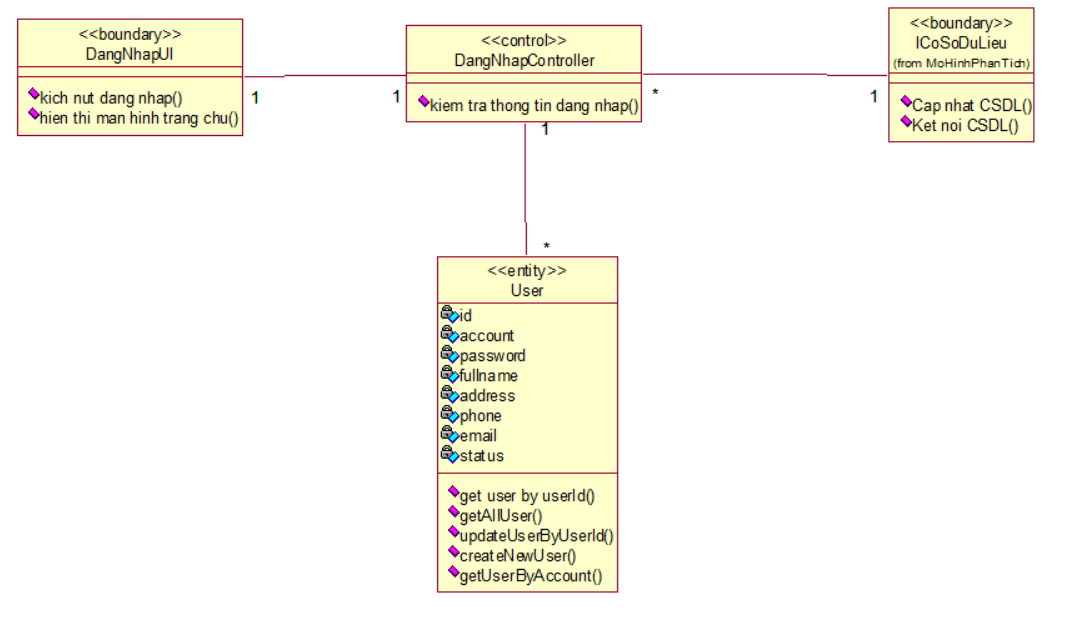 <<boundary>>
DangNhapUI
kich nut dang nhap()
hien thi man hinh trang chu()
1
1
<<control>>
DangNhapController
kiem tra thong tin dang nhap()
*
1
<<boundary>>
ICoSoDuLieu
(from MoHinhPhanTich)
Cap nhat CSDL()
Ket noi CSDL()
1
*
<<entity>>
User
id
account
password
fullname
address
phone
email
status
get user by userId()
getAllUser()
updateUserByUserId()
createNewUser()
getUserByAccount()